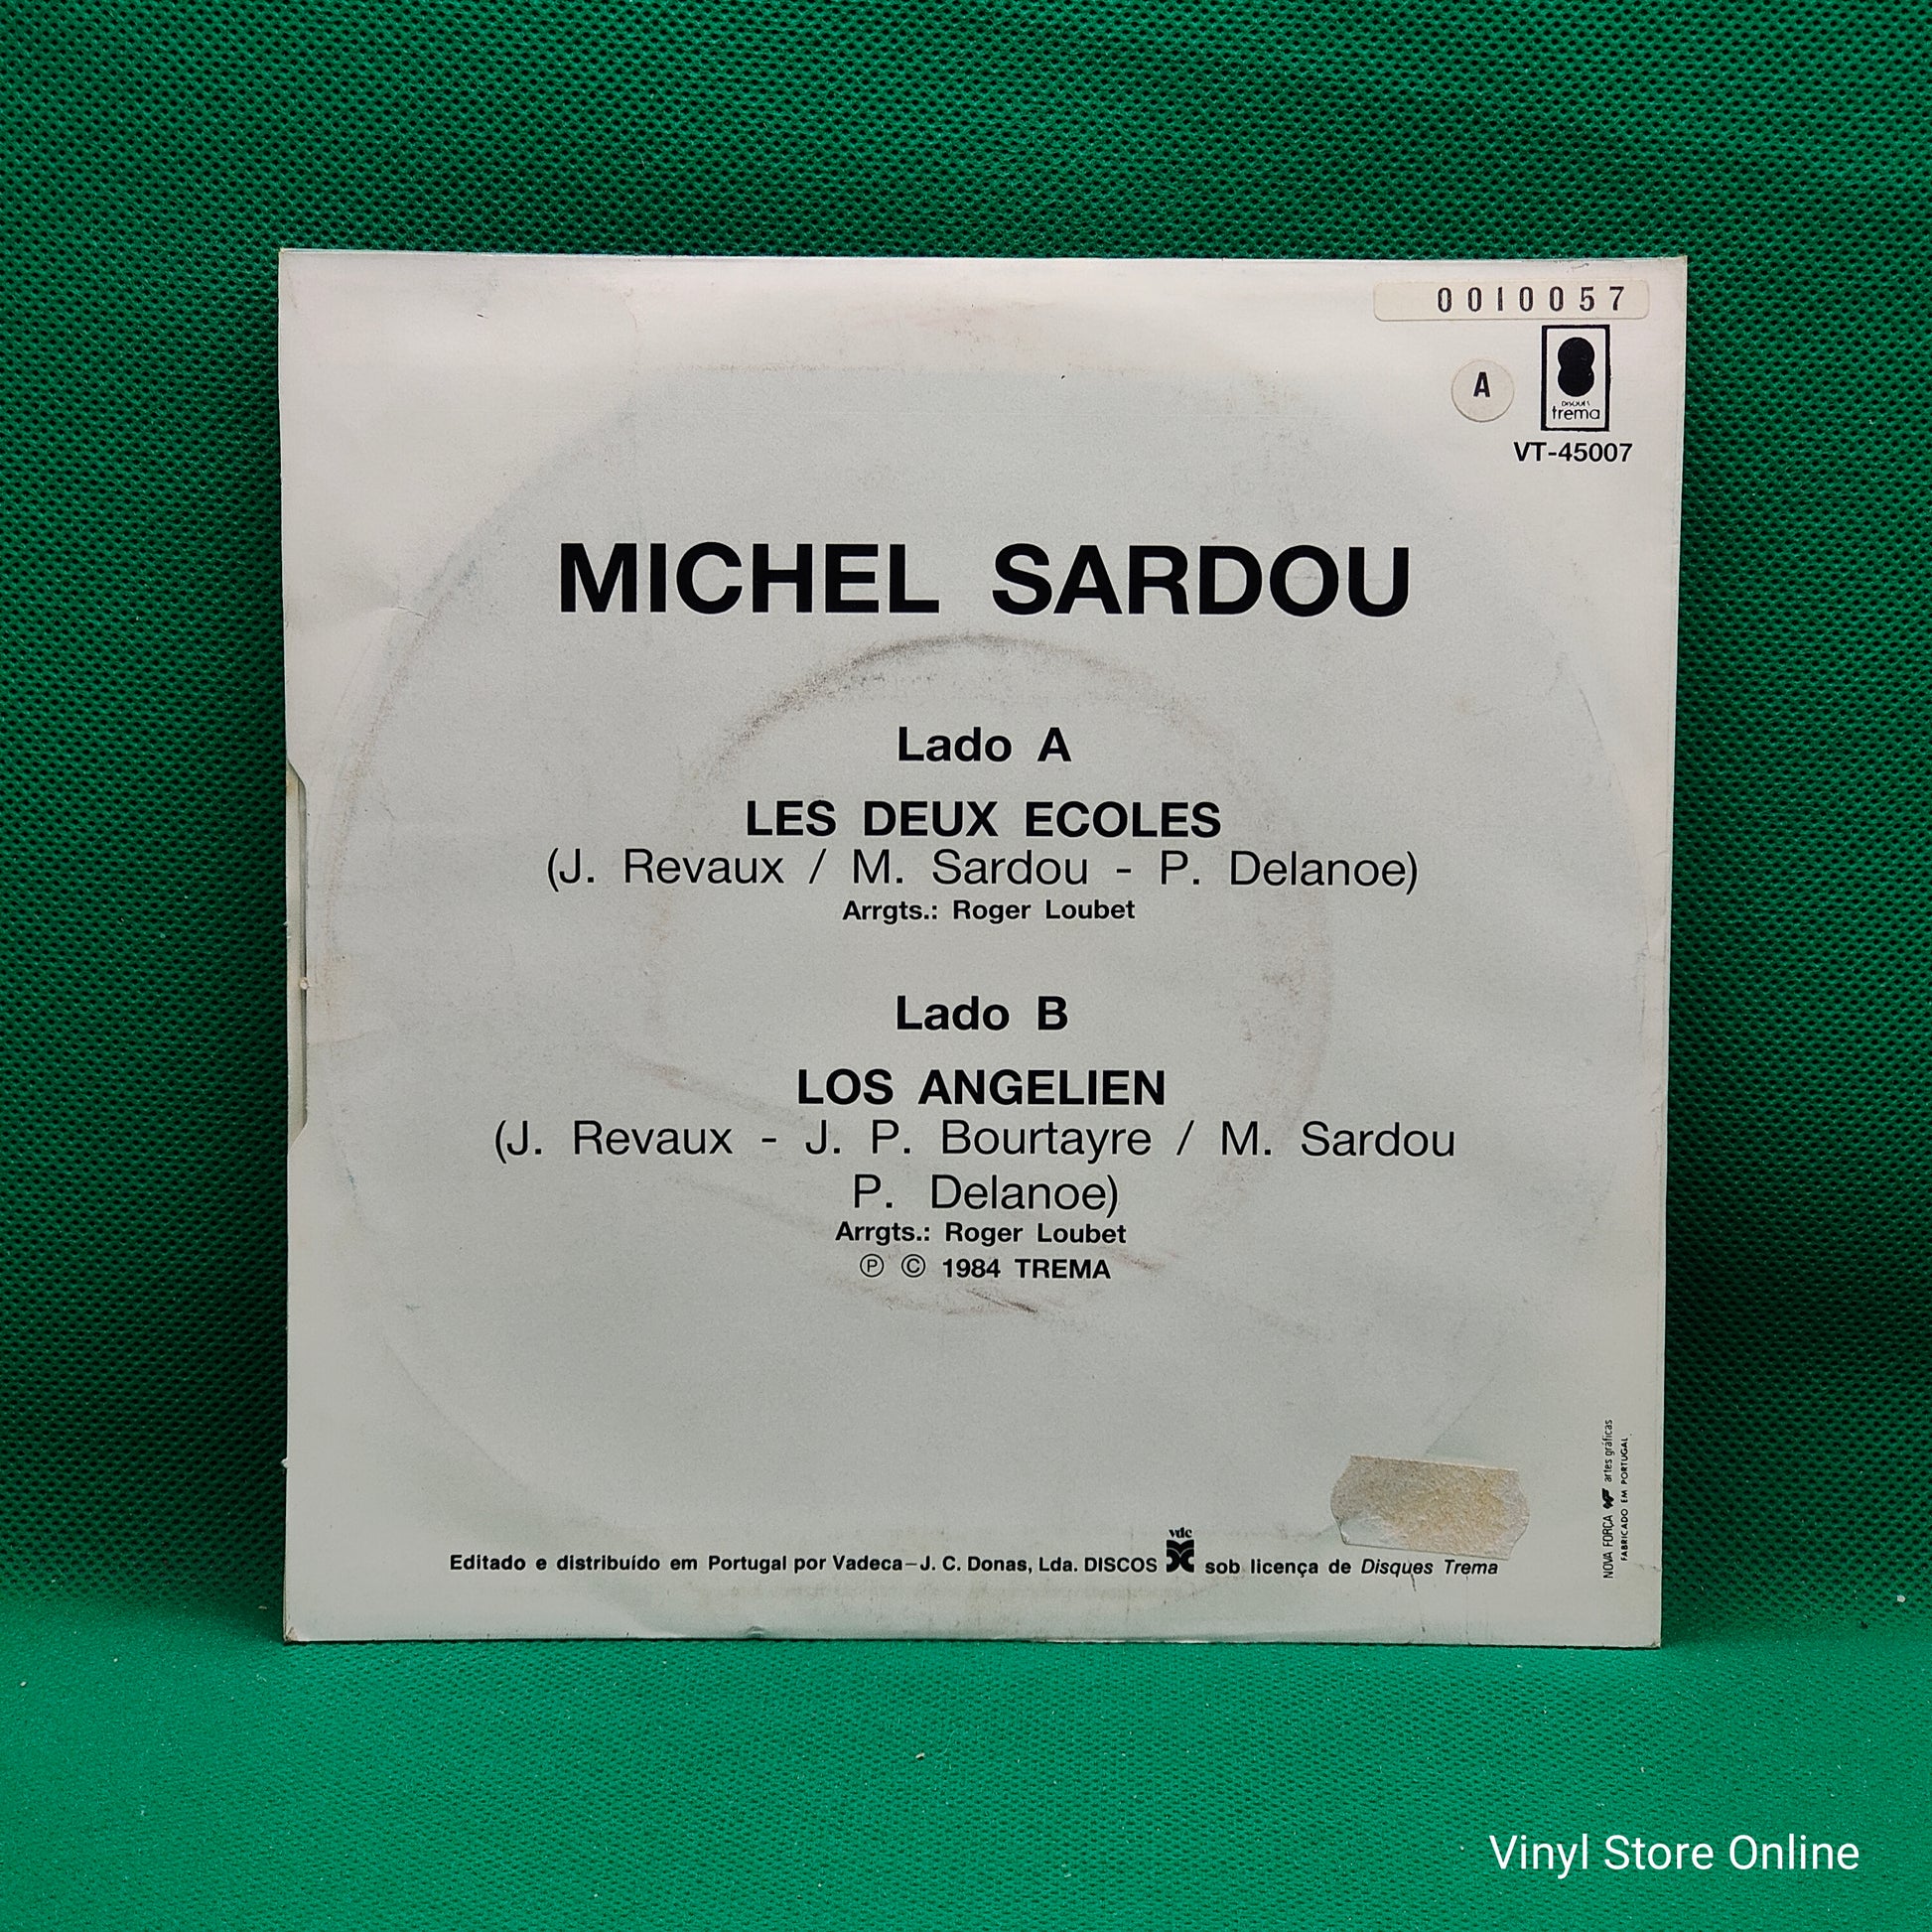 0010057
A
DISQUES
trema
VT-45007
MICHEL SARDOU
Lado A
LES DEUX ECOLES
(J. Revaux / M. Sardou - P. Delanoe)
Arrgts.: Roger Loubet
Lado B
LOS ANGELIEN
(J. Revaux - J. P. Bourtayre / M. Sardou
P. Delanoe)
Arrgts.: Roger Loubet
Ⓟ © 1984 TREMA
vdc
Editado e distribuído em Portugal por Vadeca–J. C. Donas, Lda. DISCOS sob licença de Disques Trema
NOVA FORÇA artes gráficas
FABRICADO EM PORTUGAL
Vinyl Store Online